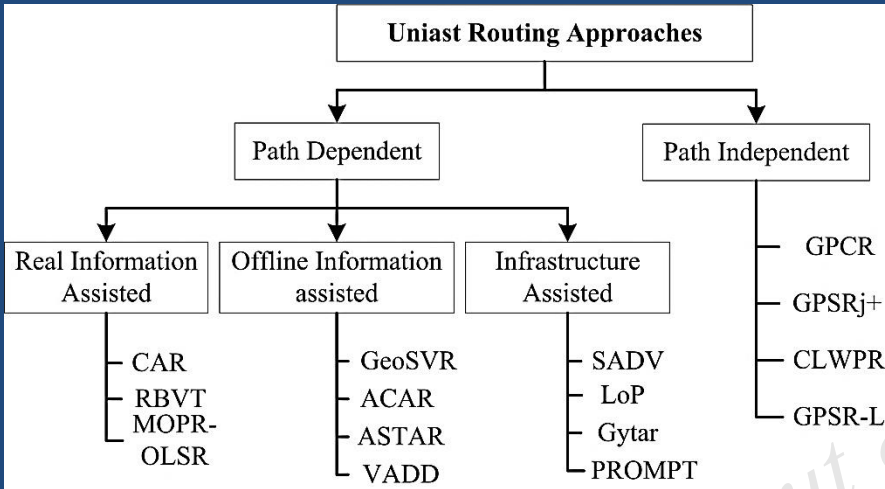 Uniast Routing Approaches
Path Dependent
Path Independent
Real Information
Assisted
Offline Information
assisted
Infrastructure
Assisted
CAR
RBVT
MOPR-
OLSR
GeoSVR
ACAR
ASTAR
VADD
SADV
LoP
Gytar
PROMPT
GPCR
GPSRj+
CLWPR
GPSR-L